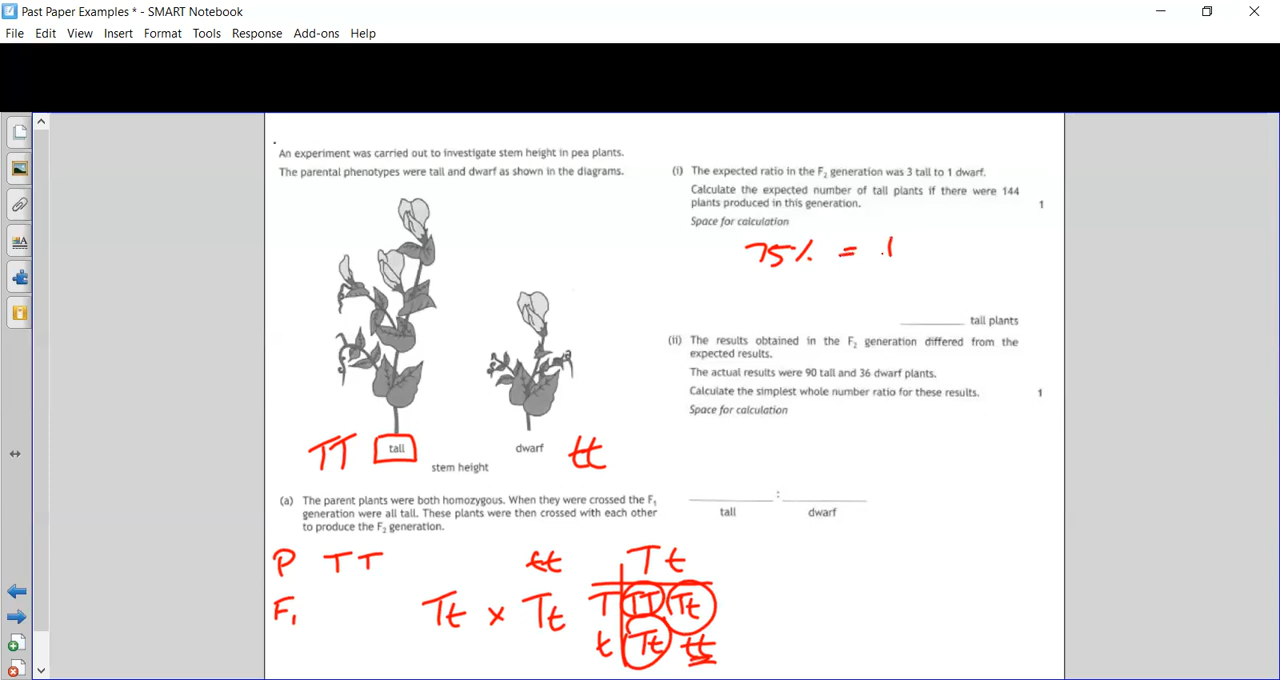 Past Paper Examples * - SMART Notebook
File Edit View Insert Format Tools Response Add-ons Help
An experiment was carried out to investigate stem height in pea plants.
The parental phenotypes were tall and dwarf as shown in the diagrams.
TT tall dwarf tt
stem height
(a) The parent plants were both homozygous. When they were crossed the F₁
generation were all tall. These plants were then crossed with each other
to produce the F₂ generation.
P TT tt
F₁ Tt x Tt
T t
T TT Tt
t Tt tt
(i) The expected ratio in the F₂ generation was 3 tall to 1 dwarf.
Calculate the expected number of tall plants if there were 144
plants produced in this generation. 1
Space for calculation
75% =
__________ tall plants
(ii) The results obtained in the F₂ generation differed from the
expected results.
The actual results were 90 tall and 36 dwarf plants.
Calculate the simplest whole number ratio for these results. 1
Space for calculation
__________ : __________
tall dwarf